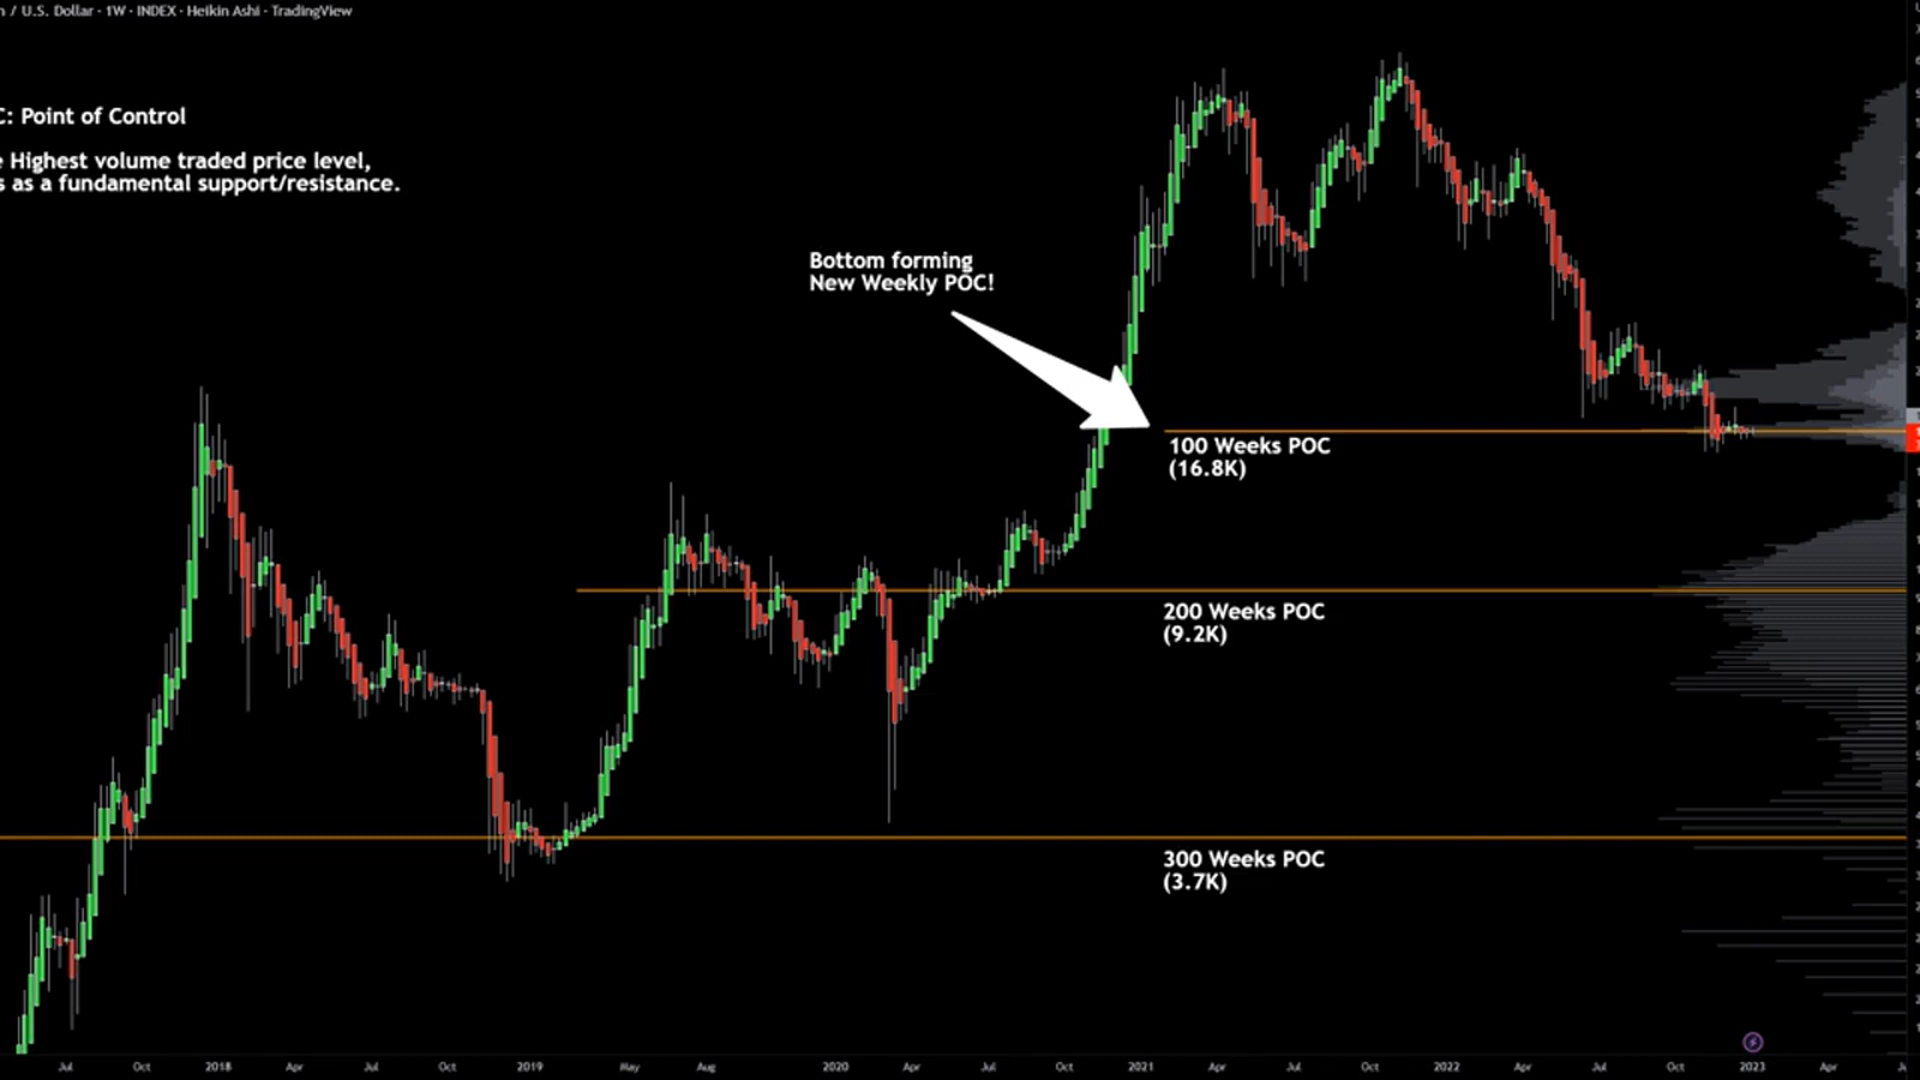 / U.S. Dollar · 1W · INDEX · Heikin Ashi · TradingView
C: Point of Control
Highest volume traded price level,
s as a fundamental support/resistance.
Bottom forming
New Weekly POC!
100 Weeks POC
(16.8K)
200 Weeks POC
(9.2K)
300 Weeks POC
(3.7K)
Jul Oct 2018 Apr Jul Oct 2019 May Aug 2020 Apr Jul Oct 2021 Apr Jul Oct 2022 Apr Jul Oct 2023 Apr